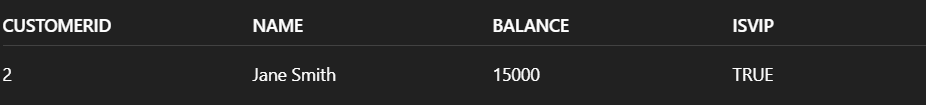 CUSTOMERID NAME BALANCE ISVIP
2 Jane Smith 15000 TRUE